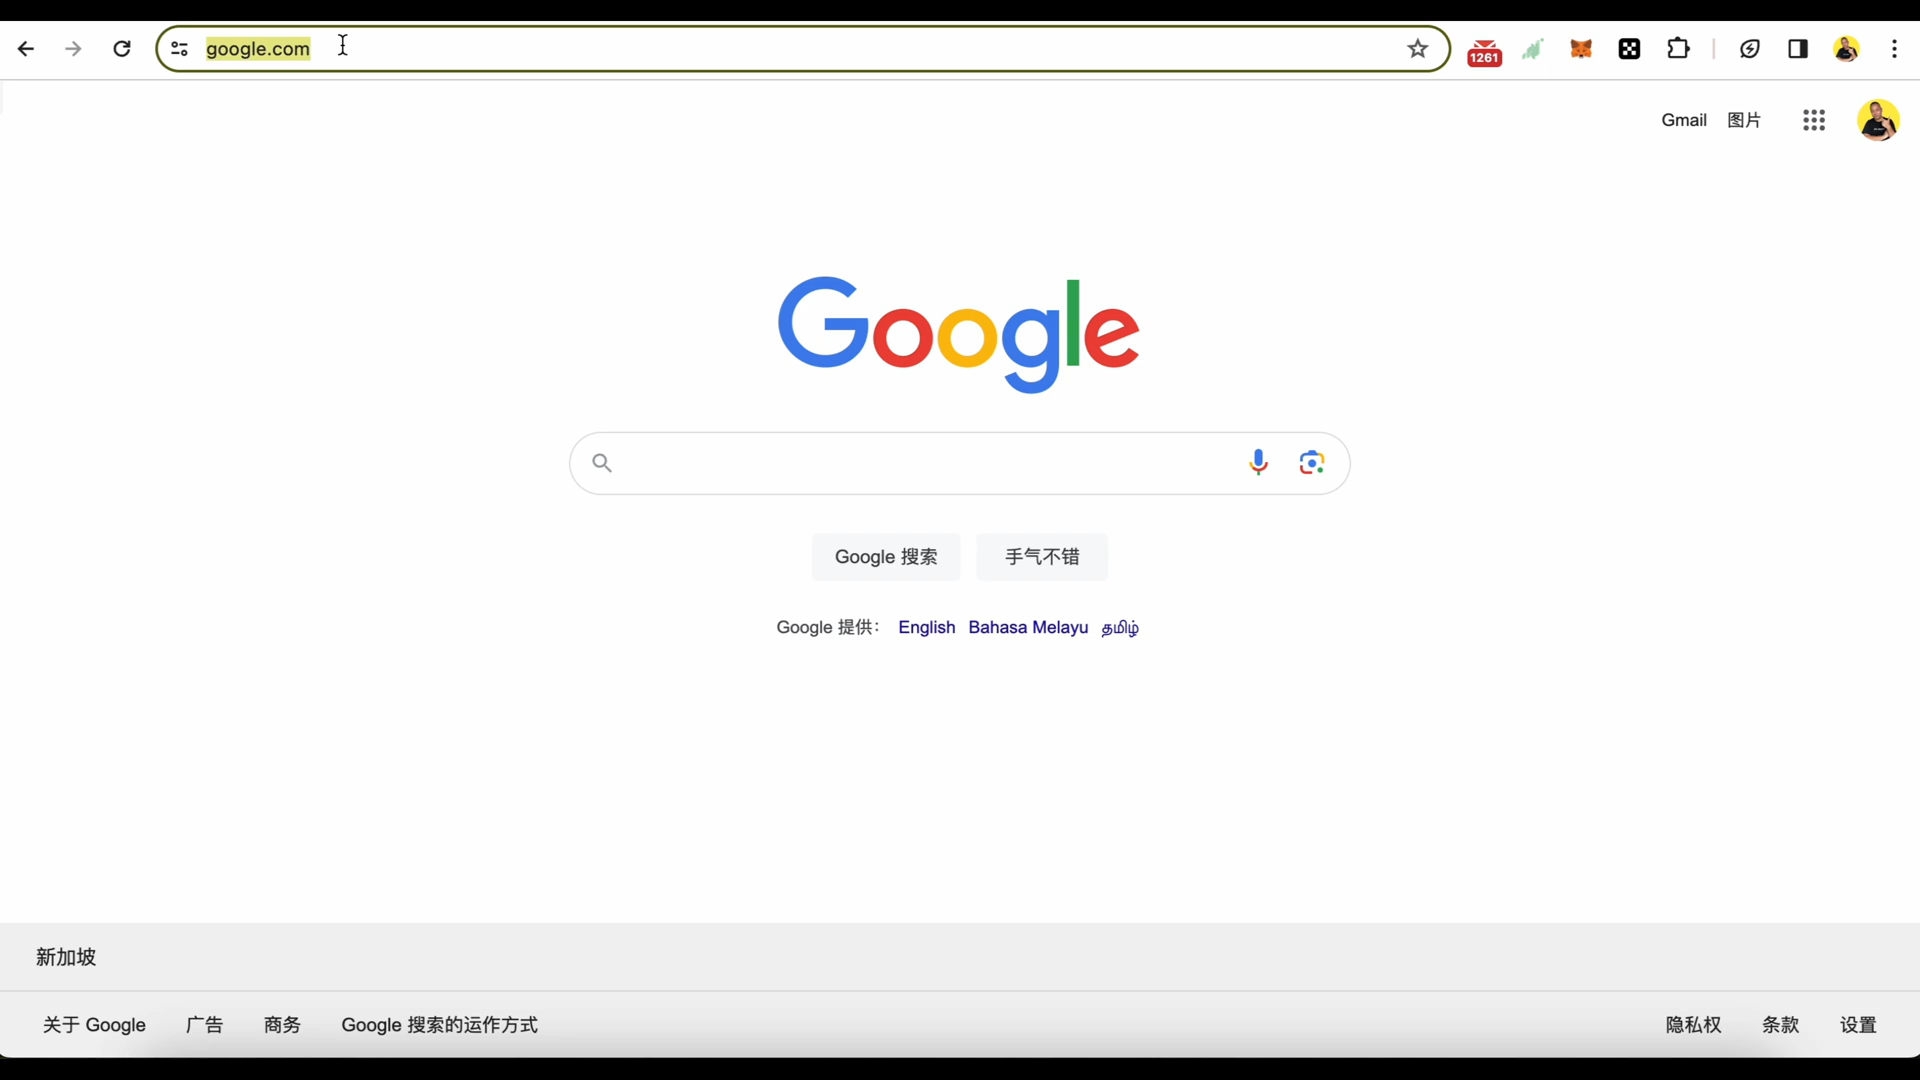 google.com
1261
Gmail 图片
Google
Google 搜索 手气不错
Google 提供： English Bahasa Melayu தமிழ்
新加坡
关于 Google 广告 商务 Google 搜索的运作方式 隐私权 条款 设置